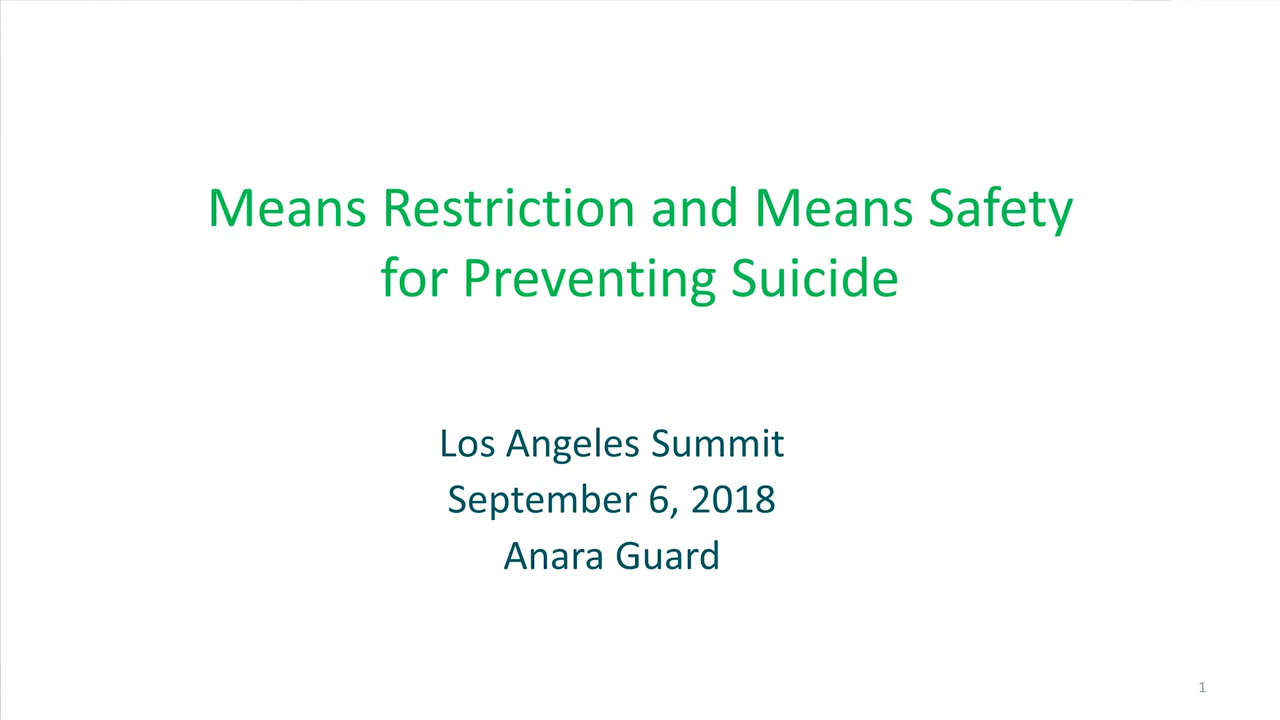 Means Restriction and Means Safety
for Preventing Suicide
Los Angeles Summit
September 6, 2018
Anara Guard
1